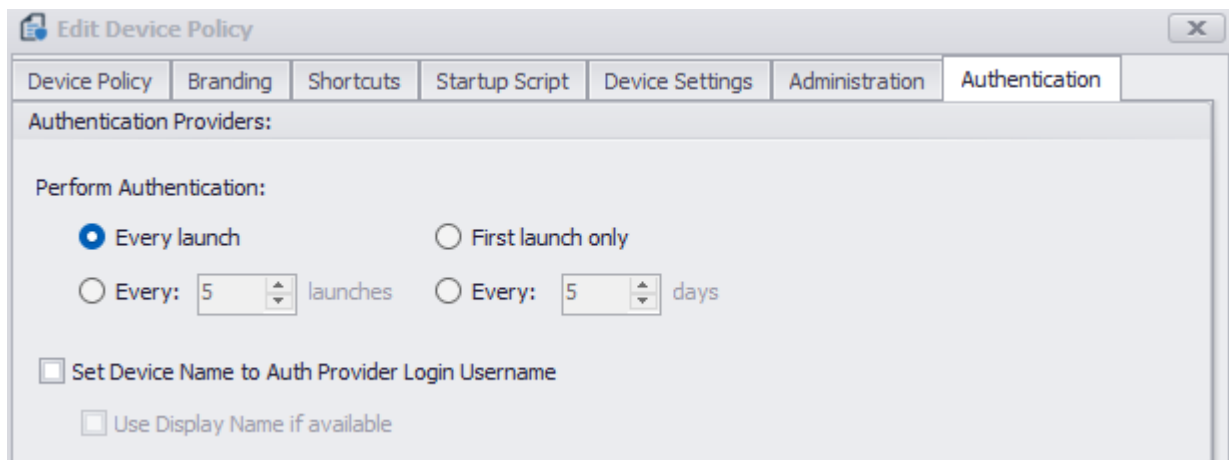 Edit Device Policy
Device Policy Branding Shortcuts Startup Script Device Settings Administration Authentication
Authentication Providers:
Perform Authentication:
Every launch First launch only
Every: 5 launches Every: 5 days
Set Device Name to Auth Provider Login Username
Use Display Name if available